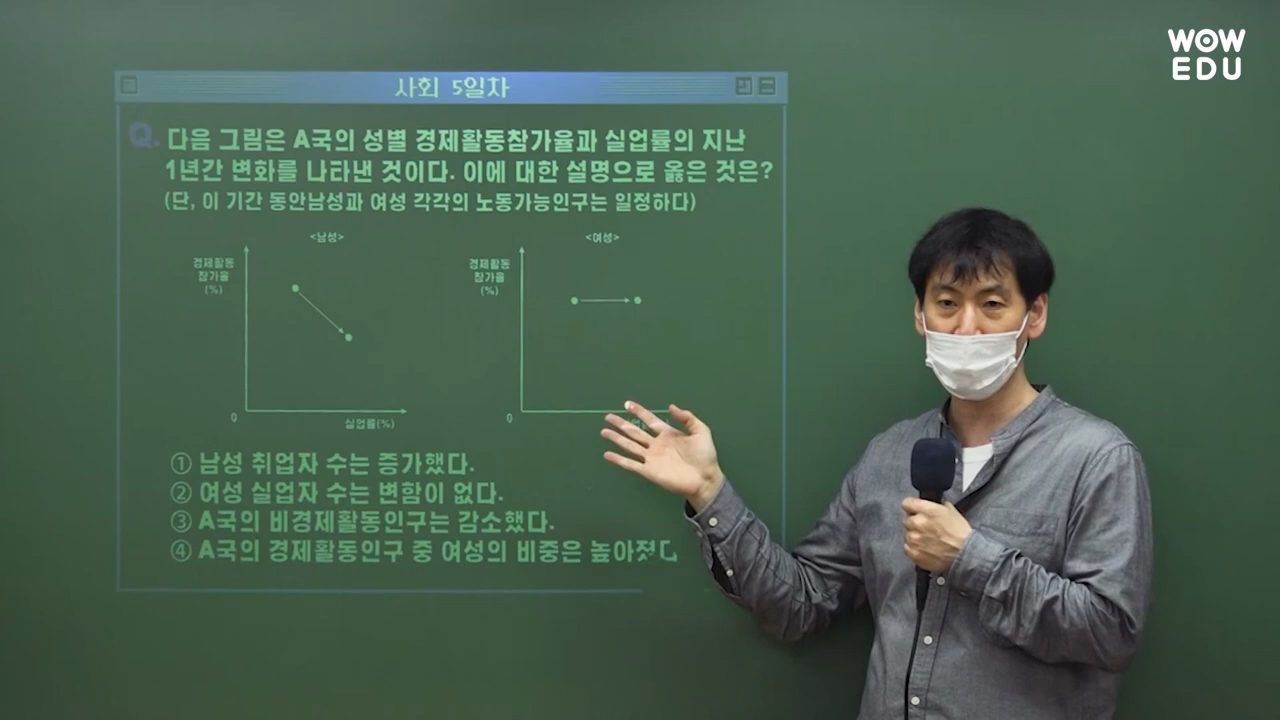 WOW
EDU
사회 5일차
Q. 다음 그림은 A국의 성별 경제활동참가율과 실업률의 지난
1년간 변화를 나타낸 것이다. 이에 대한 설명으로 옳은 것은?
(단, 이 기간 동안남성과 여성 각각의 노동가능인구는 일정하다)
<남성>
경제활동
참가율
(%)
0
실업률(%)
<여성>
경제활동
참가율
(%)
0
① 남성 취업자 수는 증가했다.
② 여성 실업자 수는 변함이 없다.
③ A국의 비경제활동인구는 감소했다.
④ A국의 경제활동인구 중 여성의 비중은 높아졌다